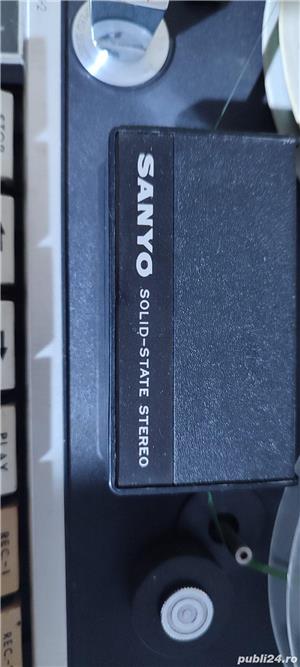 SANYO SOLID-STATE STEREO
STOP
PLAY
REC-1
REC-
publi24.ro